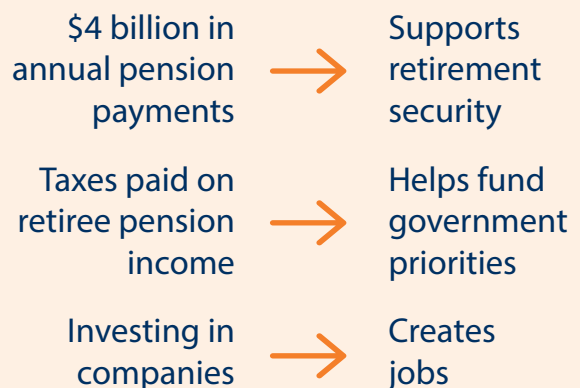 $4 billion in
annual pension
payments
Supports
retirement
security
Taxes paid on
retiree pension
income
Helps fund
government
priorities
Investing in
companies
Creates
jobs